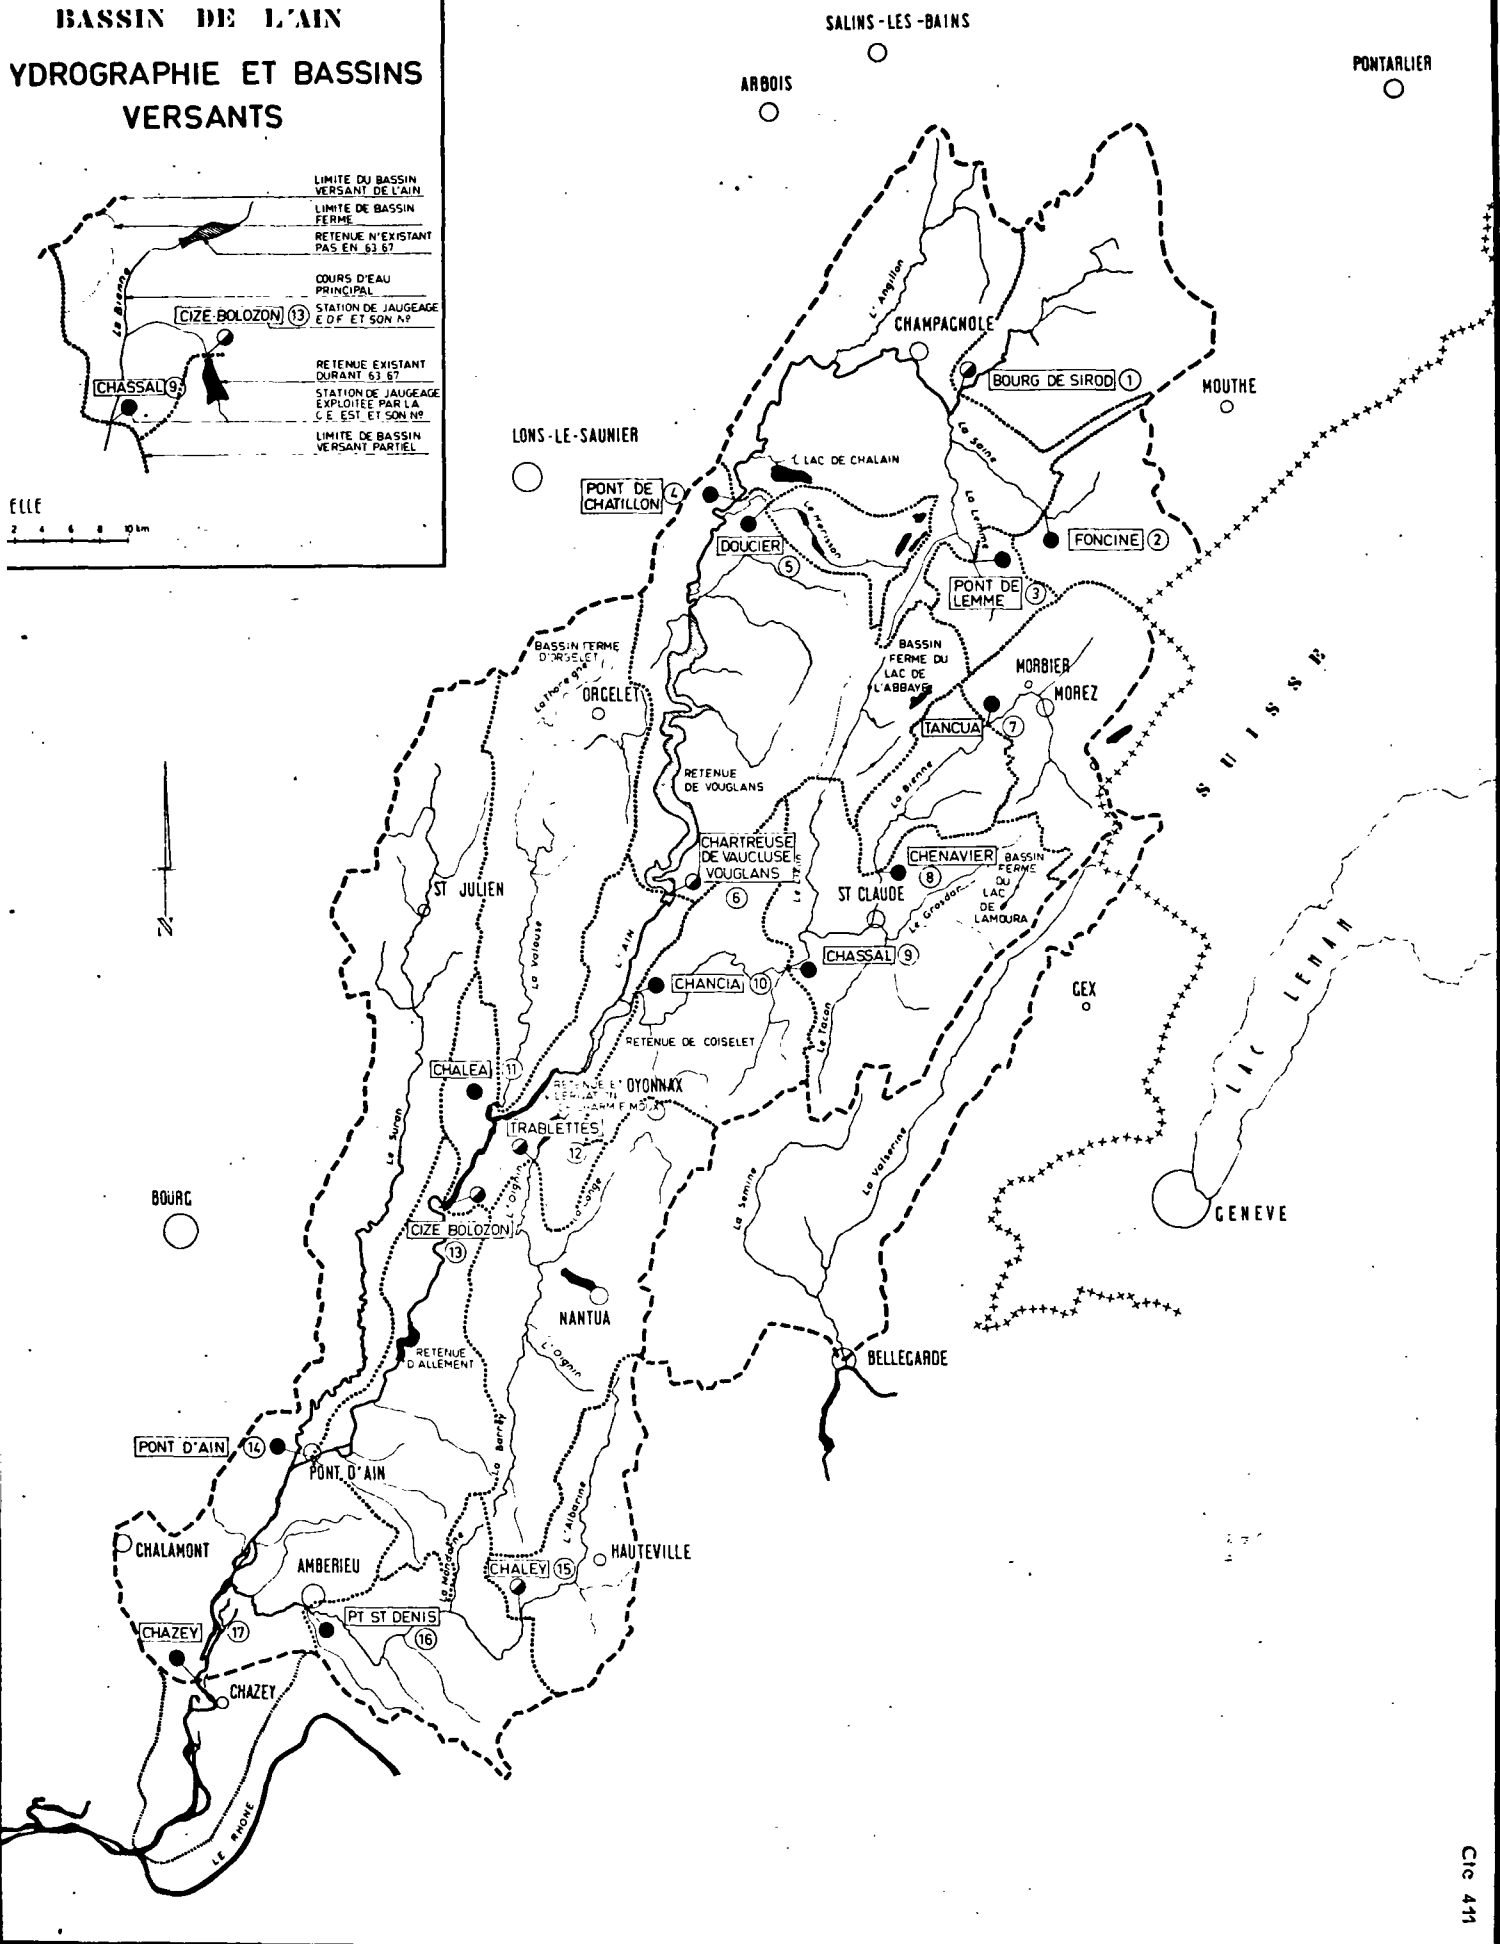 BASSIN DE L'AIN
YDROGRAPHIE ET BASSINS
VERSANTS
LIMITE DU BASSIN
VERSANT DE L'AIN
LIMITE DE BASSIN
FERME
RETENUE N'EXISTANT
PAS EN 63 67
COURS D'EAU
PRINCIPAL
STATION DE JAUGEAGE
E D F ET SON Nº
RETENUE EXISTANT
DURANT 63 67
STATION DE JAUGEAGE
EXPLOITEE PAR LA
C E EST ET SON Nº
LIMITE DE BASSIN
VERSANT PARTIEL
La Bienne
CIZE-BOLOZON 13
CHASSAL 9
ELLE
2 4 6 8 10 km
SALINS-LES-BAINS
PONTARLIER
ARBOIS
L'Angillon
CHAMPAGNOLE
BOURG DE SIROD 1
MOUTHE
LONS-LE-SAUNIER
La Saine
LAC DE CHALAIN
PONT DE
CHATILLON 4
Le Hérisson
La Lemme
DOUCIER
5
FONCINE 2
PONT DE
LEMME 3
BASSIN FERME
D'ORGELET
ORGELET
BASSIN
FERME DU
LAC DE
L'ABBAYE
MORBIER
MOREZ
TANCUA 7
SUISSE
RETENUE
DE VOUGLANS
La Bienne
CHARTREUSE
DE VAUCLUSE
VOUGLANS
6
CHENAVIER
8
BASSIN
FERME
DU
LAC
DE
LAMOURA
ST JULIEN
ST CLAUDE
Le Grosdar
La Valouse
L'AIN
CHASSAL 9
CHANCIA 10
LAC LEMAN
GEX
Le Tacon
RETENUE DE COISELET
CHALEA 11
OYONNAX
TRABLETTES
12
Le Suran
L'Oignin
La Semine
La Valserine
BOURG
GENEVE
CIZE BOLOZON
13
NANTUA
RETENUE
D'ALLEMENT
L'Oignin
BELLEGARDE
PONT D'AIN 14
PONT D'AIN
L'Albarine
CHALAMONT
AMBERIEU
HAUTEVILLE
CHALEY 15
PT ST DENIS
16
CHAZEY 17
CHAZEY
LE RHONE
Cte 411